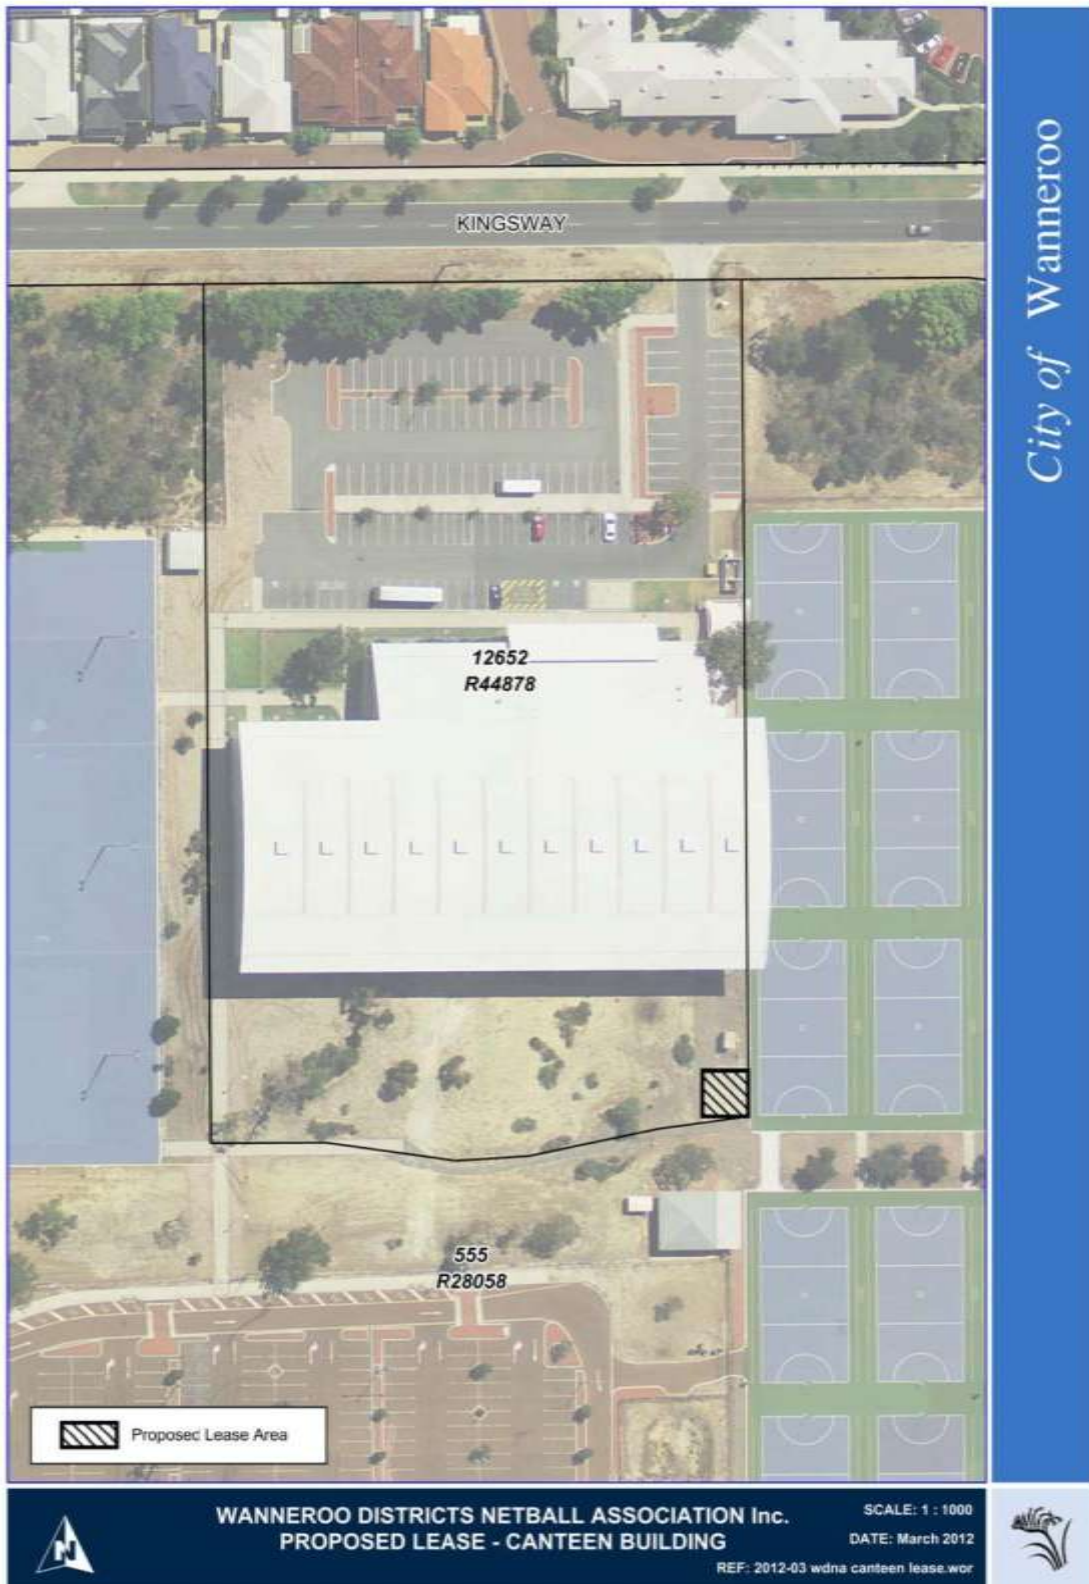 KINGSWAY
12652
R44878
555
R28058
Proposed Lease Area
City of Wanneroo
WANNEROO DISTRICTS NETBALL ASSOCIATION Inc.
PROPOSED LEASE - CANTEEN BUILDING
N
SCALE: 1 : 1000
DATE: March 2012
REF: 2012-03 wdna canteen lease.wor